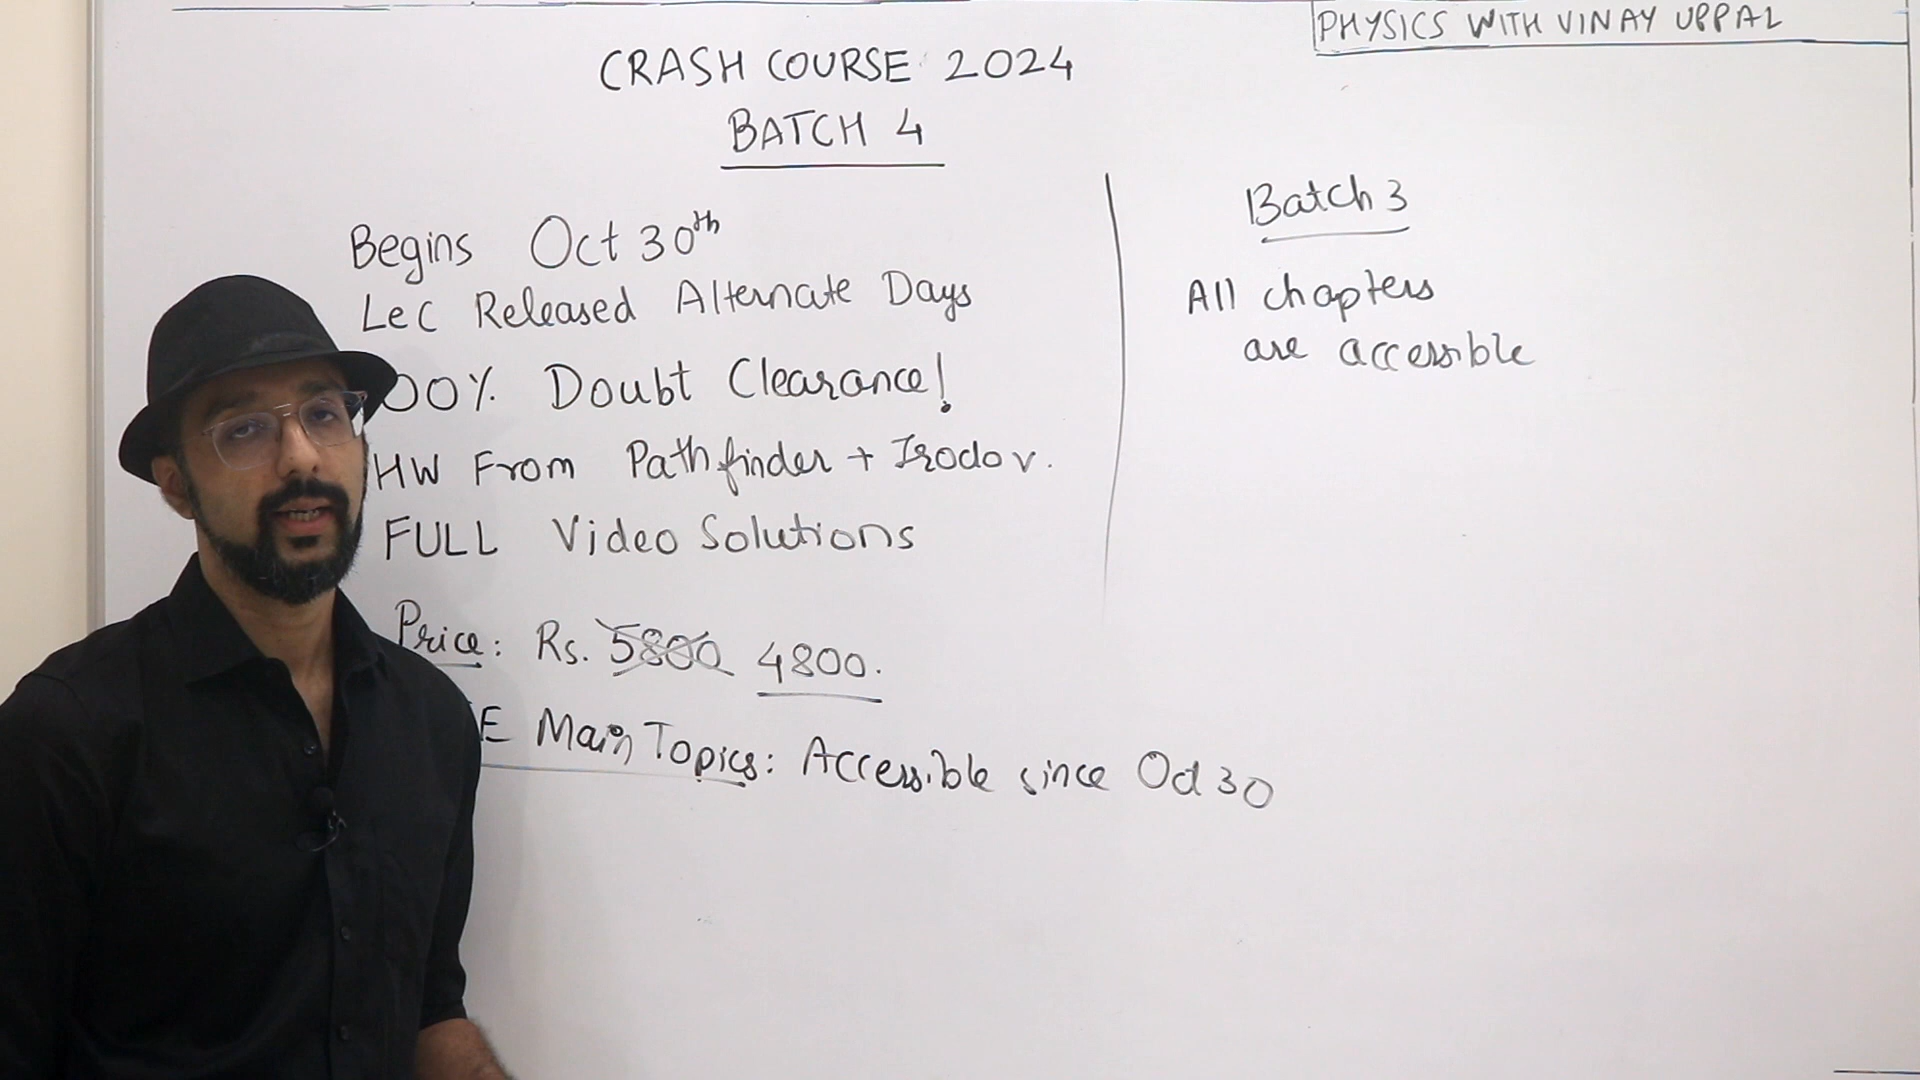 PHYSICS WITH VINAY UPPAL
CRASH COURSE 2024
BATCH 4
Begins Oct 30th
Lec Released Alternate Days
00% Doubt Clearance!
HW From Pathfinder + Irodov.
FULL Video Solutions
Price: Rs. 5800 4800.
E Main Topics: Accessible since Oct 30
Batch 3
All chapters
are accessible